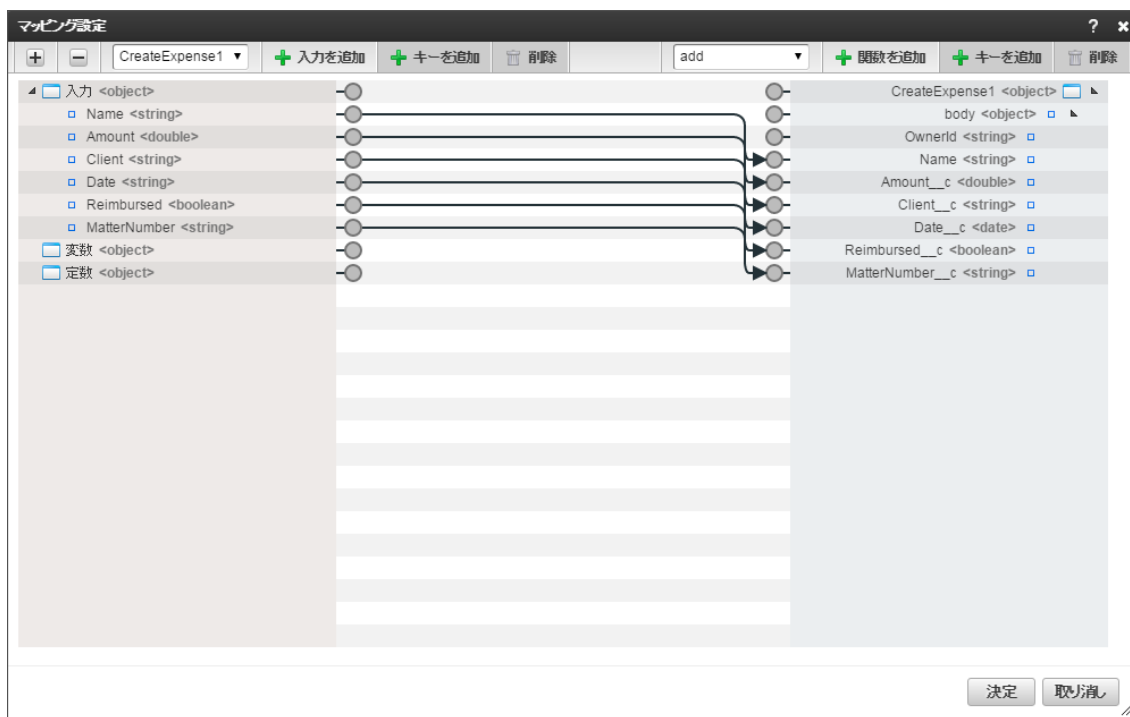 マッピング設定 ? ×
CreateExpense1 入力を追加 キーを追加 削除 add 関数を追加 キーを追加 削除
入力 <object> CreateExpense1 <object>
Name <string> body <object>
Amount <double> OwnerId <string>
Client <string> Name <string>
Date <string> Amount__c <double>
Reimbursed <boolean> Client__c <string>
MatterNumber <string> Date__c <date>
変数 <object> Reimbursed__c <boolean>
定数 <object> MatterNumber__c <string>
決定 取り消し